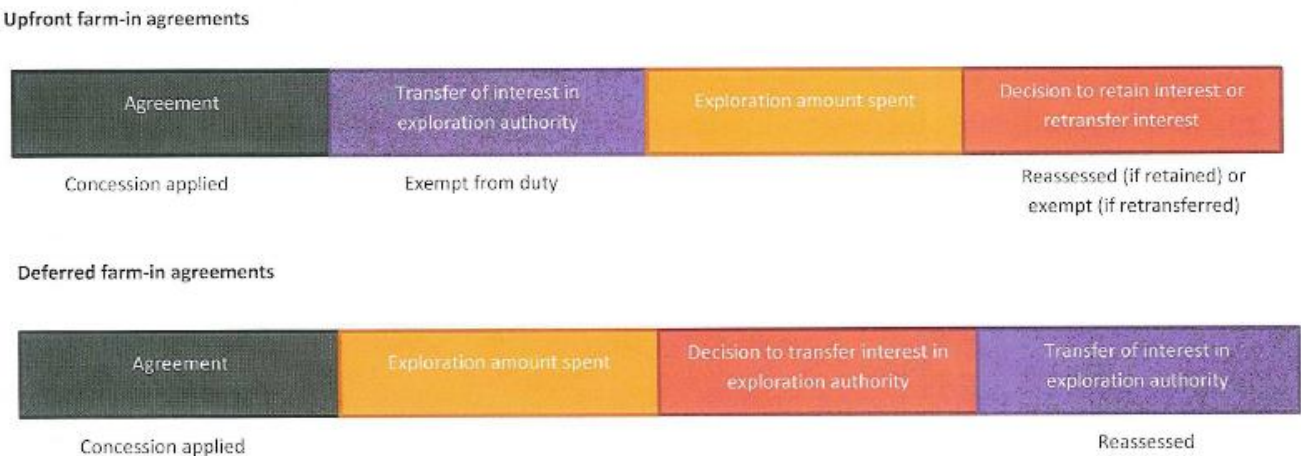 Upfront farm-in agreements
Agreement
Transfer of interest in
exploration authority
Exploration amount spent
Decision to retain interest or
retransfer interest
Concession applied
Exempt from duty
Reassessed (if retained) or
exempt (if retransferred)
Deferred farm-in agreements
Agreement
Exploration amount spent
Decision to transfer interest in
exploration authority
Transfer of interest in
exploration authority
Concession applied
Reassessed